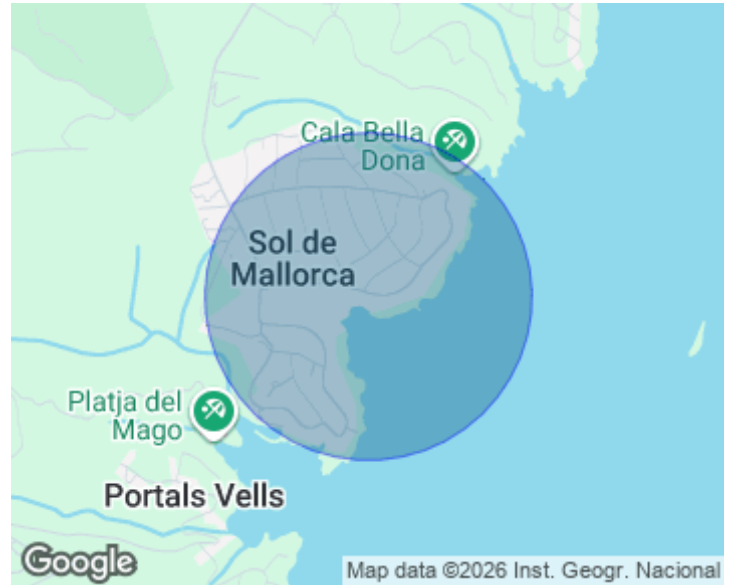 Cala Bella
Dona
Sol de
Mallorca
Platja del
Mago
Portals Vells
Google
Map data ©2026 Inst. Geogr. Nacional